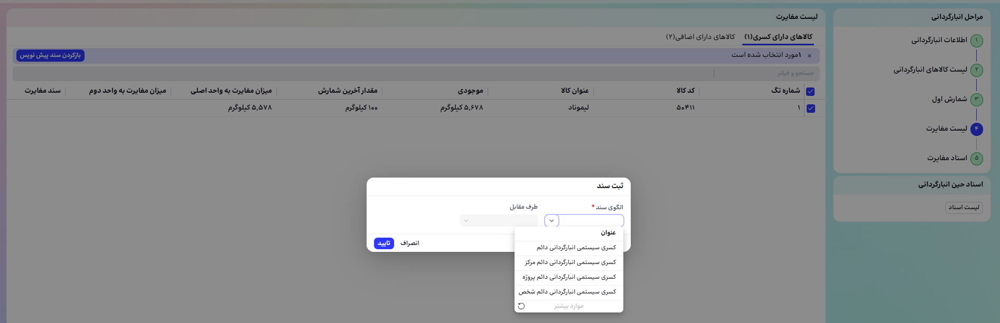 مراحل انبارگردانی
۱ اطلاعات انبارگردانی
۲ لیست کالاهای انبارگردانی
۳ شمارش اول
۴ لیست مغایرت
۵ اسناد مغایرت
اسناد حین انبارگردانی
لیست اسناد
لیست مغایرت
کالاهای دارای کسری(۱) کالاهای دارای اضافی(۲)
× ۱مورد انتخاب شده است بازکردن سند پیش نویس
جستجو و فیلتر
شماره تگ کد کالا عنوان کالا موجودی مقدار آخرین شمارش میزان مغایرت به واحد اصلی میزان مغایرت به واحد دوم سند مغایرت
۱ ۵۰۴۱۱ لیموناد ۵,۶۷۸ کیلوگرم ۱۰۰ کیلوگرم ۵,۵۷۸ کیلوگرم
ثبت سند
الگوی سند * طرف مقابل
عنوان
کسری سیستمی انبارگردانی دائم
کسری سیستمی انبارگردانی دائم مرکز
کسری سیستمی انبارگردانی دائم پروژه
کسری سیستمی انبارگردانی دائم شخص
موارد بیشتر
انصراف تایید